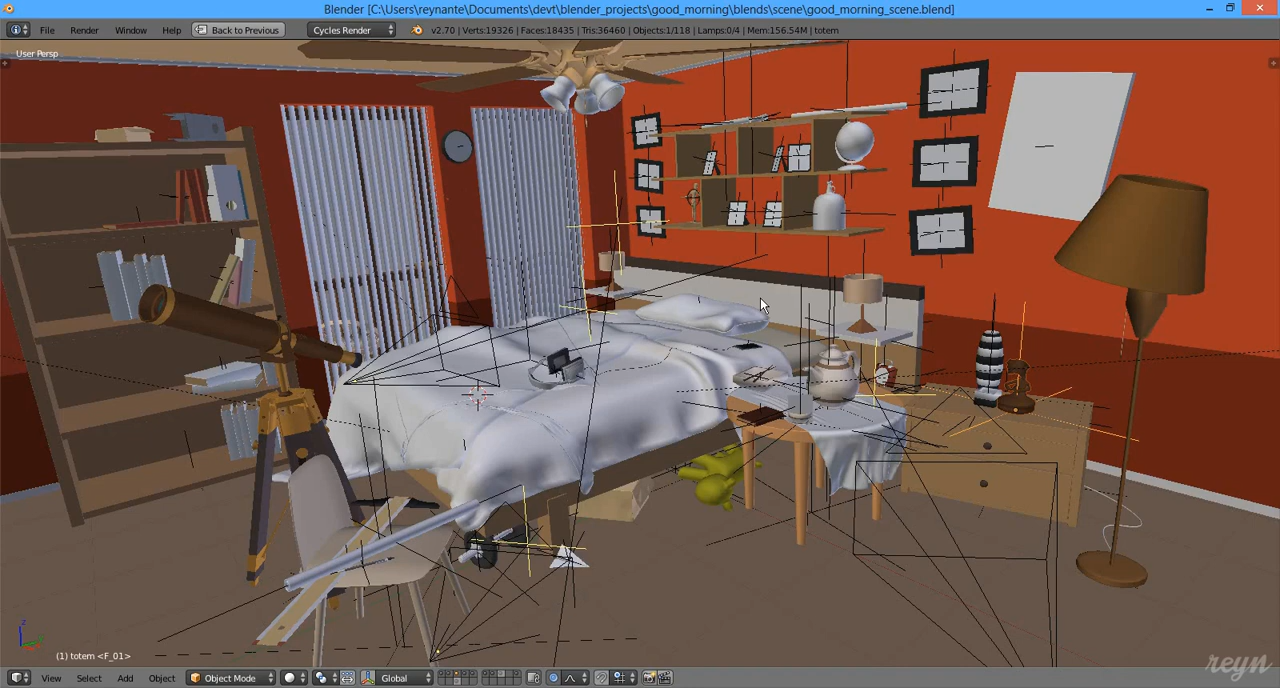 Blender [C:\Users\reynante\Documents\devt\blender_projects\good_morning\blends\scene\good_morning_scene.blend]
File Render Window Help Back to Previous Cycles Render v2.70 | Verts:19326 | Faces:18435 | Tris:36460 | Objects:1/118 | Lamps:0/4 | Mem:156.54M | totem
User Persp
(1) totem <F_01>
View Select Add Object Object Mode Global
reyn